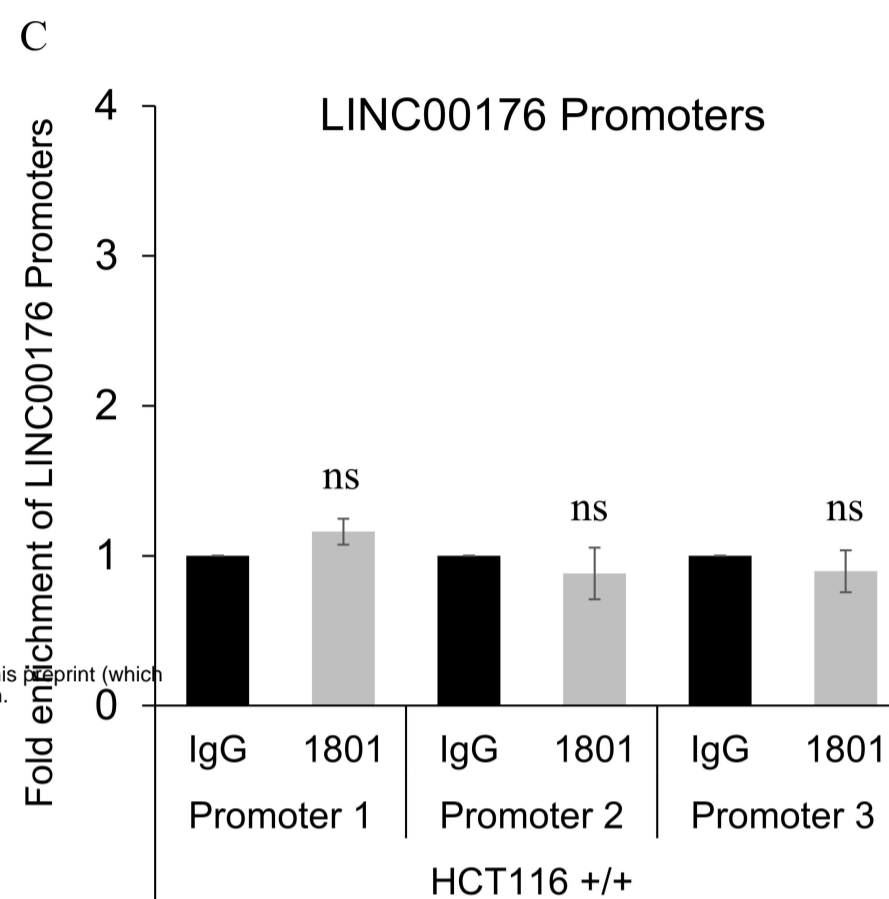 C
LINC00176 Promoters
Fold enrichment of LINC00176 Promoters
4
3
2
1
0
ns
ns
ns
is preprint (which
.
IgG 1801 IgG 1801 IgG 1801
Promoter 1 Promoter 2 Promoter 3
HCT116 +/+